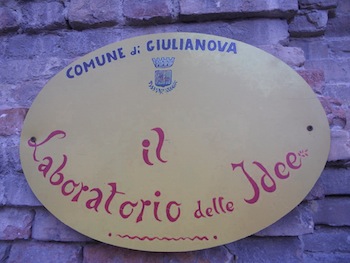 COMUNE di GIULIANOVA
il
Laboratorio delle Idee